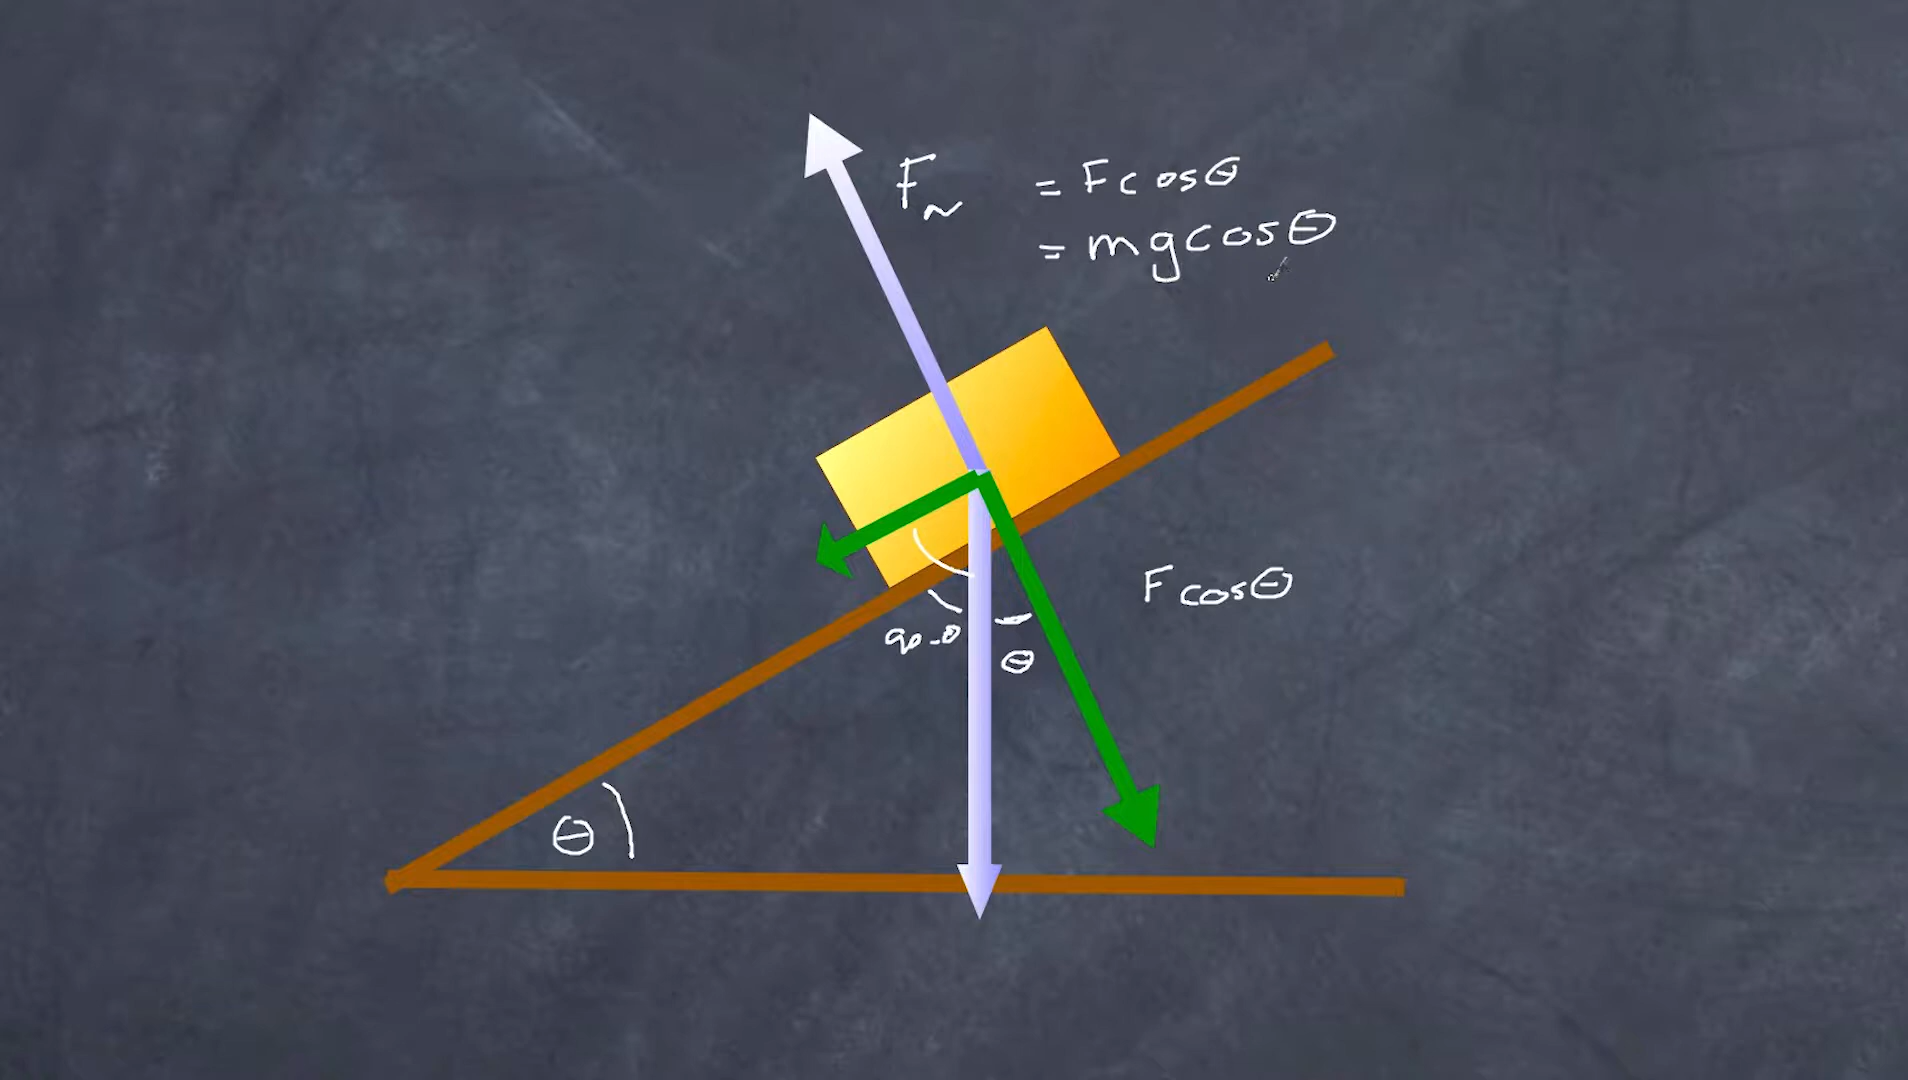 F_N = Fcosθ
= mgcosθ
Fcosθ
90-θ
θ
θ